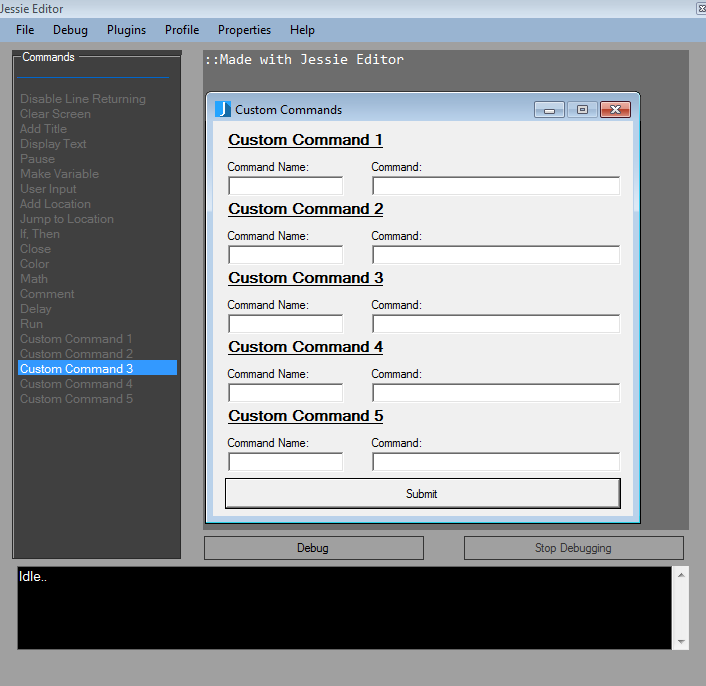 Jessie Editor
File Debug Plugins Profile Properties Help
Commands
Disable Line Returning
Clear Screen
Add Title
Display Text
Pause
Make Variable
User Input
Add Location
Jump to Location
If, Then
Close
Color
Math
Comment
Delay
Run
Custom Command 1
Custom Command 2
Custom Command 3
Custom Command 4
Custom Command 5
::Made with Jessie Editor
J Custom Commands
Custom Command 1
Command Name: Command:
Custom Command 2
Command Name: Command:
Custom Command 3
Command Name: Command:
Custom Command 4
Command Name: Command:
Custom Command 5
Command Name: Command:
Submit
Debug Stop Debugging
Idle..